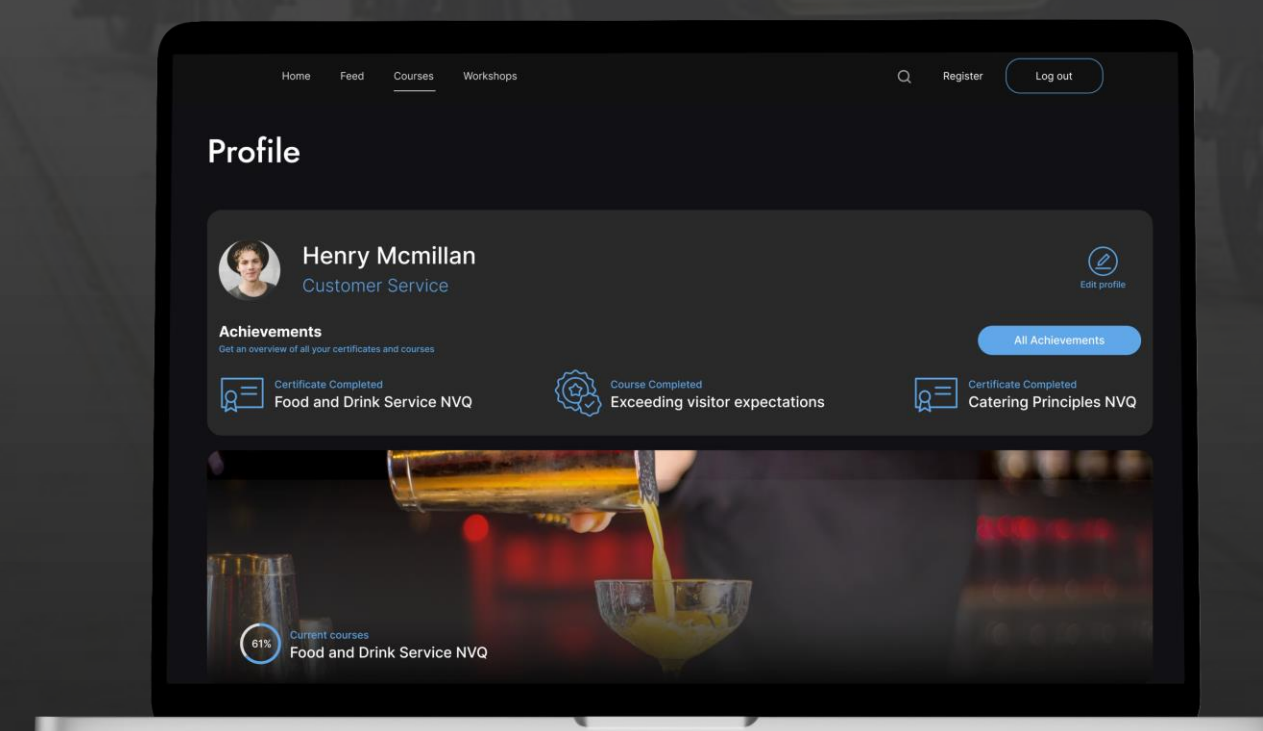 Home Feed Courses Workshops Register Log out
Profile
Henry Mcmillan
Customer Service
Edit profile
Achievements
Get an overview of all your certificates and courses
All Achievements
Certificate Completed
Food and Drink Service NVQ
Course Completed
Exceeding visitor expectations
Certificate Completed
Catering Principles NVQ
61%
Current courses
Food and Drink Service NVQ